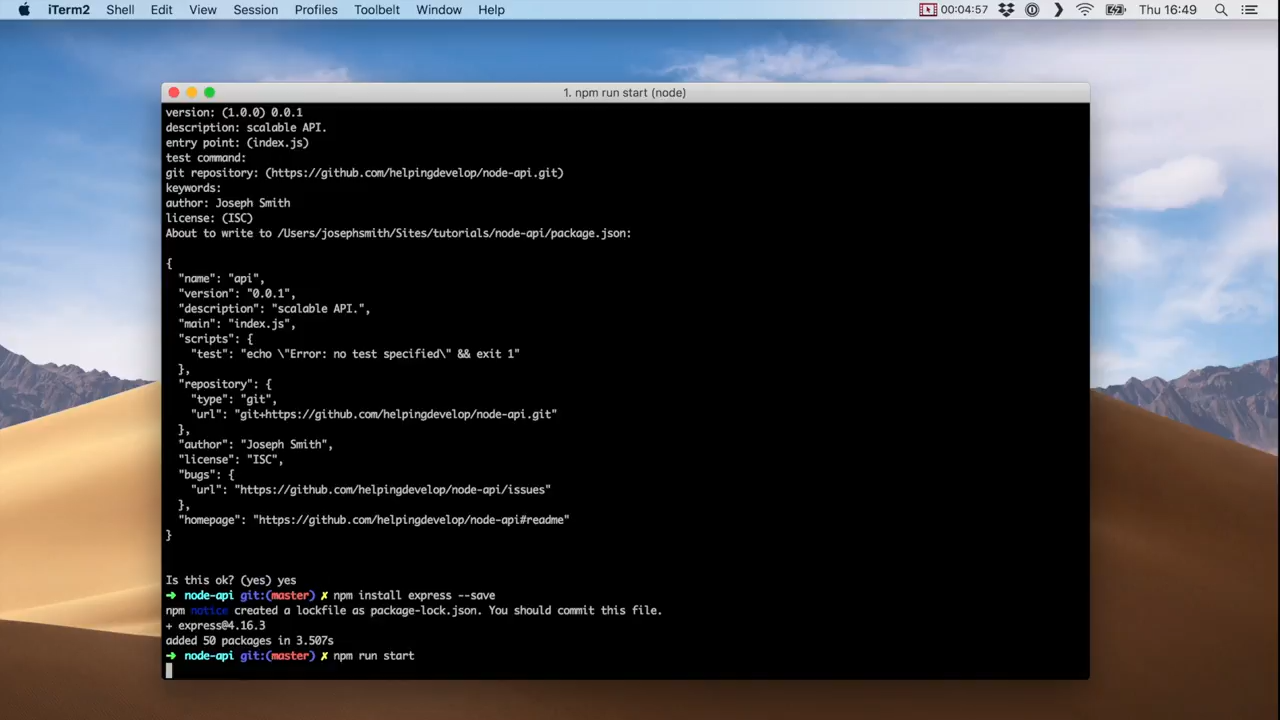 iTerm2 Shell Edit View Session Profiles Toolbelt Window Help 00:04:57 Thu 16:49
1. npm run start (node)
version: (1.0.0) 0.0.1
description: scalable API.
entry point: (index.js)
test command:
git repository: (https://github.com/helpingdevelop/node-api.git)
keywords:
author: Joseph Smith
license: (ISC)
About to write to /Users/josephsmith/Sites/tutorials/node-api/package.json:
{
  "name": "api",
  "version": "0.0.1",
  "description": "scalable API.",
  "main": "index.js",
  "scripts": {
    "test": "echo \"Error: no test specified\" && exit 1"
  },
  "repository": {
    "type": "git",
    "url": "git+https://github.com/helpingdevelop/node-api.git"
  },
  "author": "Joseph Smith",
  "license": "ISC",
  "bugs": {
    "url": "https://github.com/helpingdevelop/node-api/issues"
  },
  "homepage": "https://github.com/helpingdevelop/node-api#readme"
}
Is this ok? (yes) yes
➜ node-api git:(master) ✗ npm install express --save
npm notice created a lockfile as package-lock.json. You should commit this file.
+ express@4.16.3
added 50 packages in 3.507s
➜ node-api git:(master) ✗ npm run start